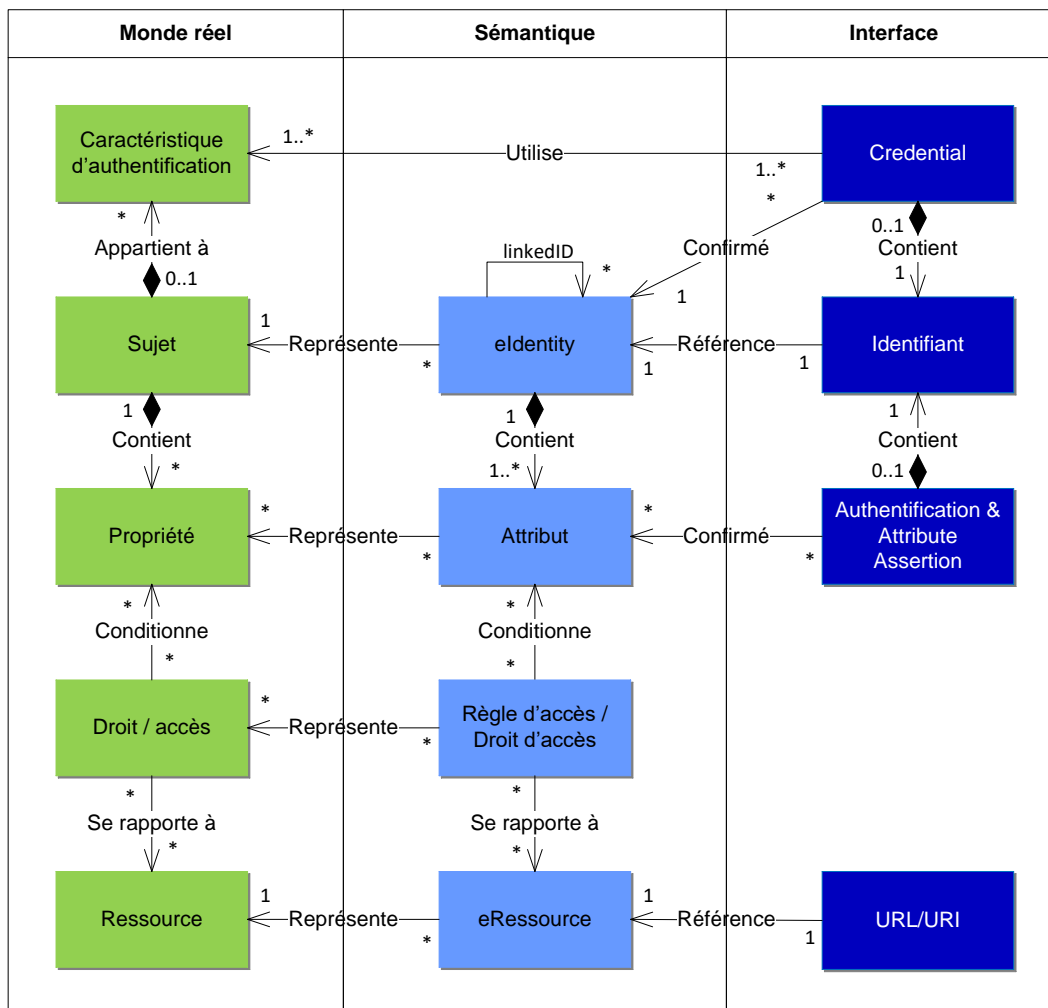 Monde réel
Sémantique
Interface
Caractéristique
d'authentification
1..*
Utilise
1..*
Credential
*
*
0..1
Appartient à
linkedID
*
Confirmé
Contient
0..1
1
1
Sujet
1
Représente
*
eIdentity
1
Référence
1
Identifiant
1
1
1
Contient
Contient
Contient
*
1..*
0..1
Propriété
*
Représente
*
Attribut
*
Confirmé
*
Authentification &
Attribute
Assertion
*
*
Conditionne
Conditionne
*
*
Droit / accès
*
Représente
*
Règle d'accès /
Droit d'accès
*
*
Se rapporte à
Se rapporte à
*
*
Ressource
1
Représente
*
eRessource
1
Référence
1
URL/URI